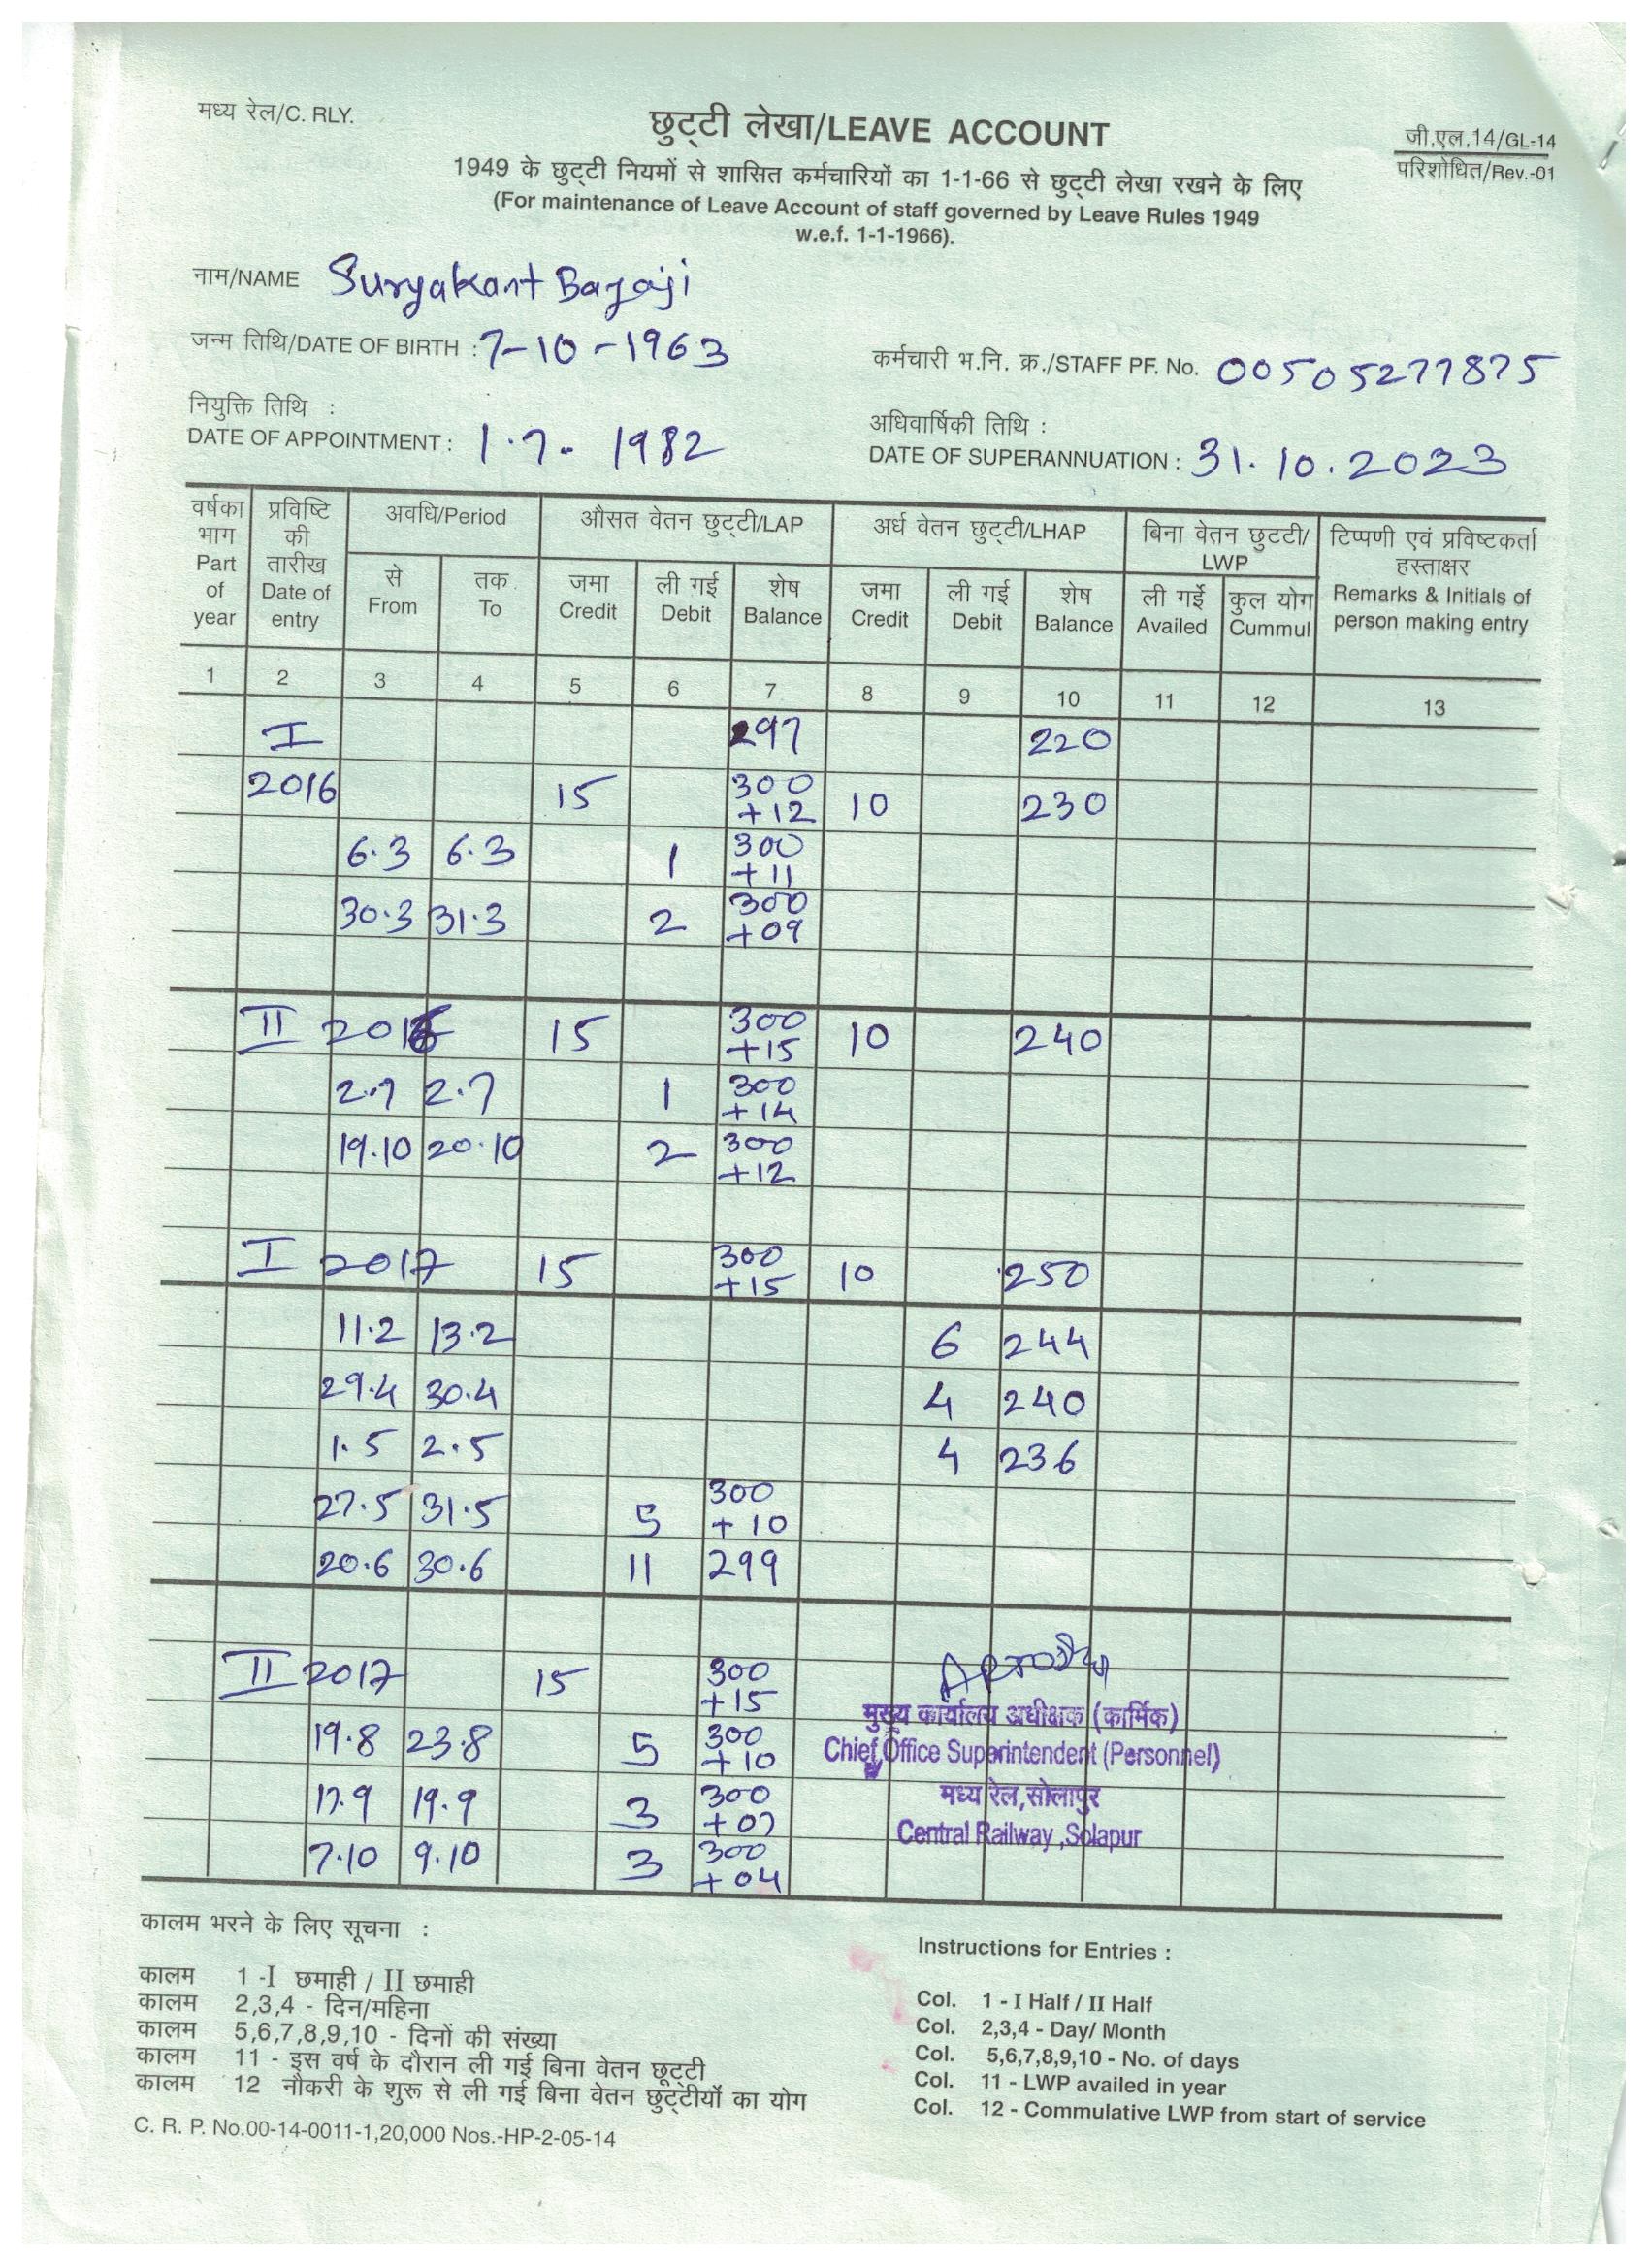 मध्य रेल/C. RLY.
छुट्टी लेखा/LEAVE ACCOUNT
जी.एल.14/GL-14
परिशोधित/Rev.-01
1949 के छुट्टी नियमों से शासित कर्मचारियों का 1-1-66 से छुट्टी लेखा रखने के लिए
(For maintenance of Leave Account of staff governed by Leave Rules 1949
w.e.f. 1-1-1966).
नाम/NAME Suryakant Bajaji
जन्म तिथि/DATE OF BIRTH : 7-10-1963
कर्मचारी भ.नि. क्र./STAFF PF. No. 00505277875
नियुक्ति तिथि :
DATE OF APPOINTMENT : 1.7.1982
अधिवार्षिकी तिथि :
DATE OF SUPERANNUATION : 31.10.2023
वर्षका भाग Part of year | प्रविष्टि की तारीख Date of entry | अवधि/Period | औसत वेतन छुट्टी/LAP | अर्ध वेतन छुट्टी/LHAP | बिना वेतन छुटटी/ LWP | टिप्पणी एवं प्रविष्टकर्ता हस्ताक्षर Remarks & Initials of person making entry
से From | तक To | जमा Credit | ली गई Debit | शेष Balance | जमा Credit | ली गई Debit | शेष Balance | ली गईं Availed | कुल योग Cummul
1 2 3 4 5 6 7 8 9 10 11 12 13
I 297 220
2016 15 300 +12 10 230
6.3 6.3 1 300 +11
30.3 31.3 2 300 +09
II 2016 15 300 +15 10 240
2.7 2.7 1 300 +14
19.10 20.10 2 300 +12
I 2017 15 300 +15 10 250
11.2 13.2 6 244
29.4 30.4 4 240
1.5 2.5 4 236
27.5 31.5 5 300 +10
20.6 30.6 11 299
II 2017 15 300 +15
19.8 23.8 5 300 +10
17.9 19.9 3 300 +07
7.10 9.10 3 300 +04
मुख्य कार्यालय अधीक्षक (कार्मिक)
Chief Office Superintendent (Personnel)
मध्य रेल, सोलापुर
Central Railway, Solapur
कालम भरने के लिए सूचना :
कालम 1 -I छमाही / II छमाही
कालम 2,3,4 - दिन/महिना
कालम 5,6,7,8,9,10 - दिनों की संख्या
कालम 11 - इस वर्ष के दौरान ली गई बिना वेतन छूट्टी
कालम 12 नौकरी के शुरू से ली गई बिना वेतन छुट्टीयों का योग
C. R. P. No.00-14-0011-1,20,000 Nos.-HP-2-05-14
Instructions for Entries :
Col. 1 - I Half / II Half
Col. 2,3,4 - Day/ Month
Col. 5,6,7,8,9,10 - No. of days
Col. 11 - LWP availed in year
Col. 12 - Commulative LWP from start of service